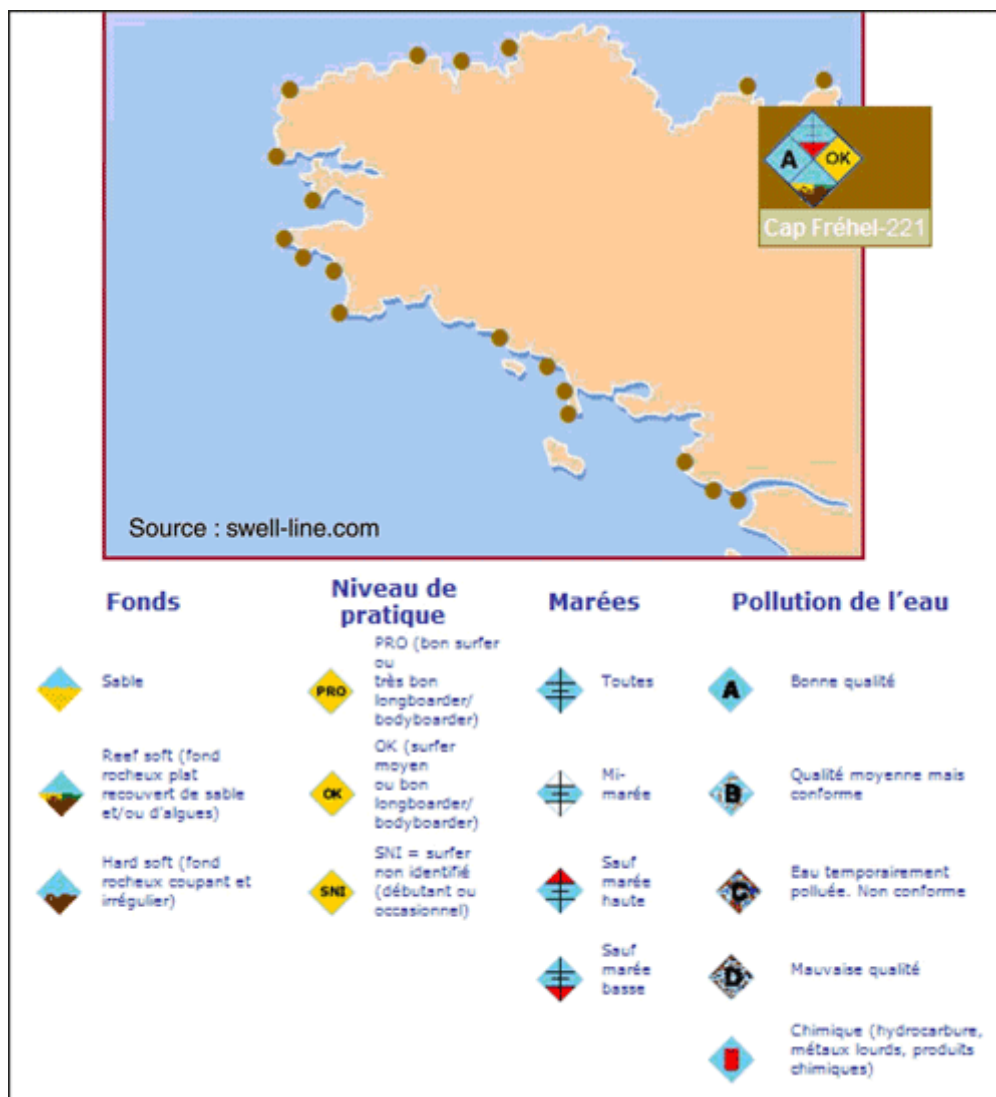 A
OK
Cap Fréhel-221
Source : swell-line.com
Fonds
Sable
Reef soft (fond
rocheux plat
recouvert de sable
et/ou d'algues)
Hard soft (fond
rocheux coupant et
irrégulier)
Niveau de
pratique
PRO
PRO (bon surfer
ou
très bon
longboarder/
bodyboarder)
OK
OK (surfer
moyen
ou bon
longboarder/
bodyboarder)
SNI
SNI = surfer
non identifié
(débutant ou
occasionnel)
Marées
Toutes
Mi-
marée
Sauf
marée
haute
Sauf
marée
basse
Pollution de l'eau
A
Bonne qualité
B
Qualité moyenne mais
conforme
C
Eau temporairement
polluée. Non conforme
D
Mauvaise qualité
Chimique (hydrocarbure,
métaux lourds, produits
chimiques)